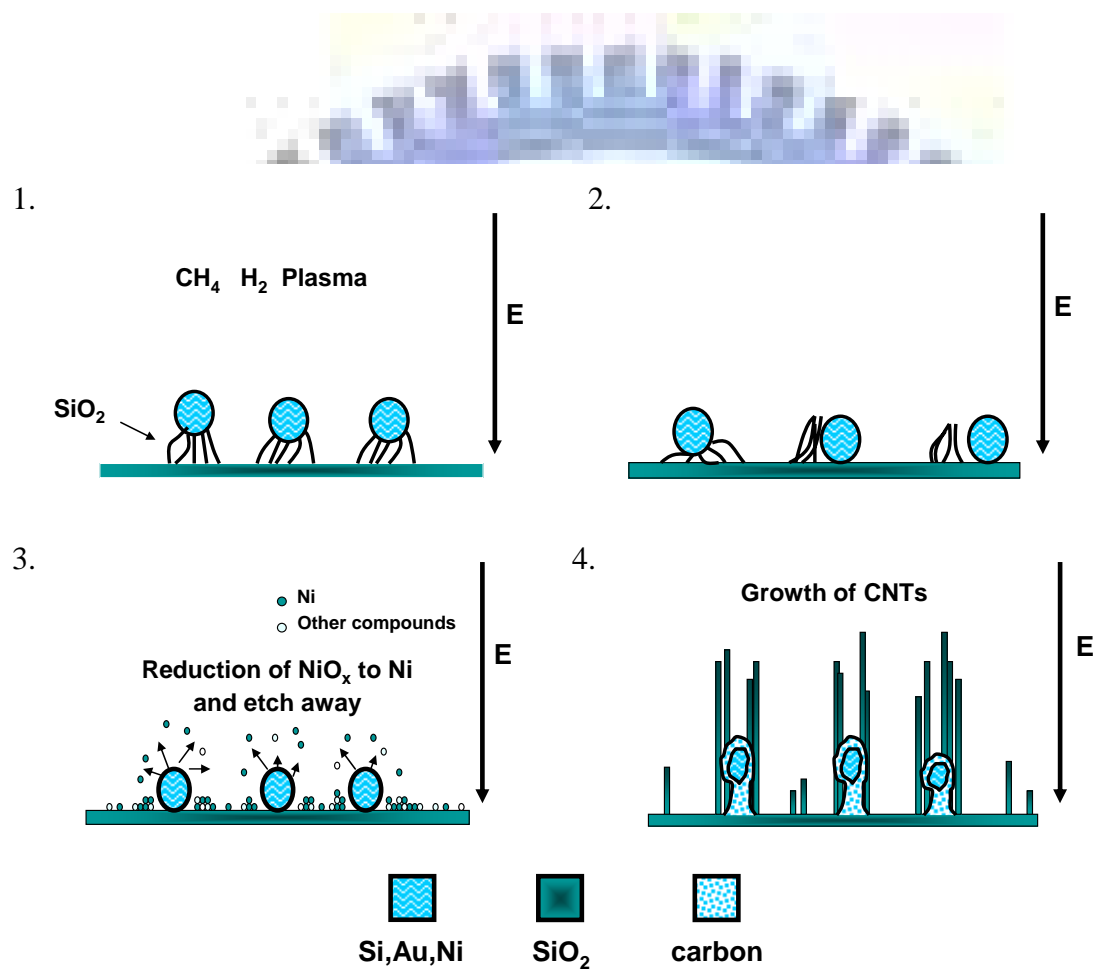 1.
CH₄ H₂ Plasma
E
SiO₂
2.
E
3.
Ni
Other compounds
Reduction of NiOₓ to Ni
and etch away
E
4.
Growth of CNTs
E
Si,Au,Ni
SiO₂
carbon